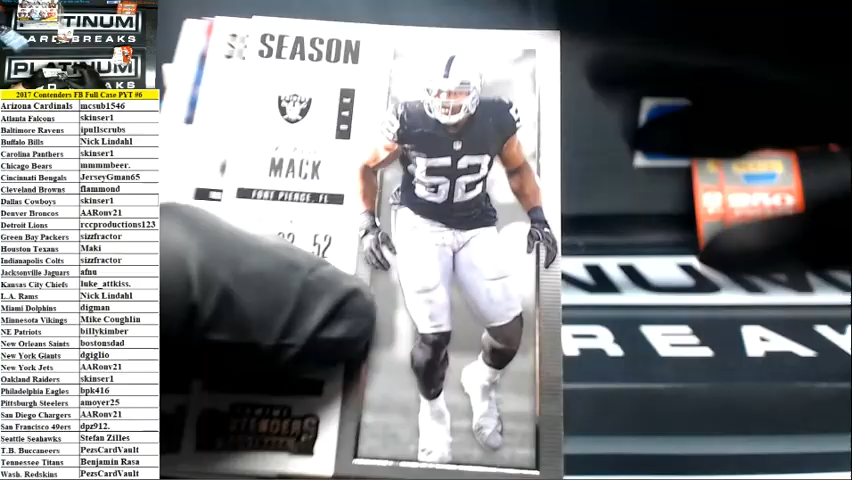 PLATINUM
ARD BREAKS
PLATINUM
ARD BREAKS
2017 Contenders FB Full Case PYT #6
Arizona Cardinals mcsub1546
Atlanta Falcons skinser1
Baltimore Ravens ipullscrubs
Buffalo Bills Nick Lindahl
Carolina Panthers skinser1
Chicago Bears mmmmbeer.
Cincinnati Bengals JerseyGman65
Cleveland Browns flammond
Dallas Cowboys skinser1
Denver Broncos AARonv21
Detroit Lions rccproductions123
Green Bay Packers sizzfractor
Houston Texans Maki
Indianapolis Colts sizzfractor
Jacksonville Jaguars afnu
Kansas City Chiefs luke_attkiss.
L.A. Rams Nick Lindahl
Miami Dolphins digman
Minnesota Vikings Mike Coughlin
NE Patriots billykimber
New Orleans Saints bostonsdad
New York Giants dgiglio
New York Jets AARonv21
Oakland Raiders skinser1
Philadelphia Eagles bpk416
Pittsburgh Steelers amoyer25
San Diego Chargers AARonv21
San Francisco 49ers dpz912.
Seattle Seahawks Stefan Zilles
T.B. Buccaneers PezsCardVault
Tennessee Titans Benjamin Rasa
Wash. Redskins PezsCardVault
SE SEASON
MACK
FORT PIERCE, FL
52
52
NUM
REAK